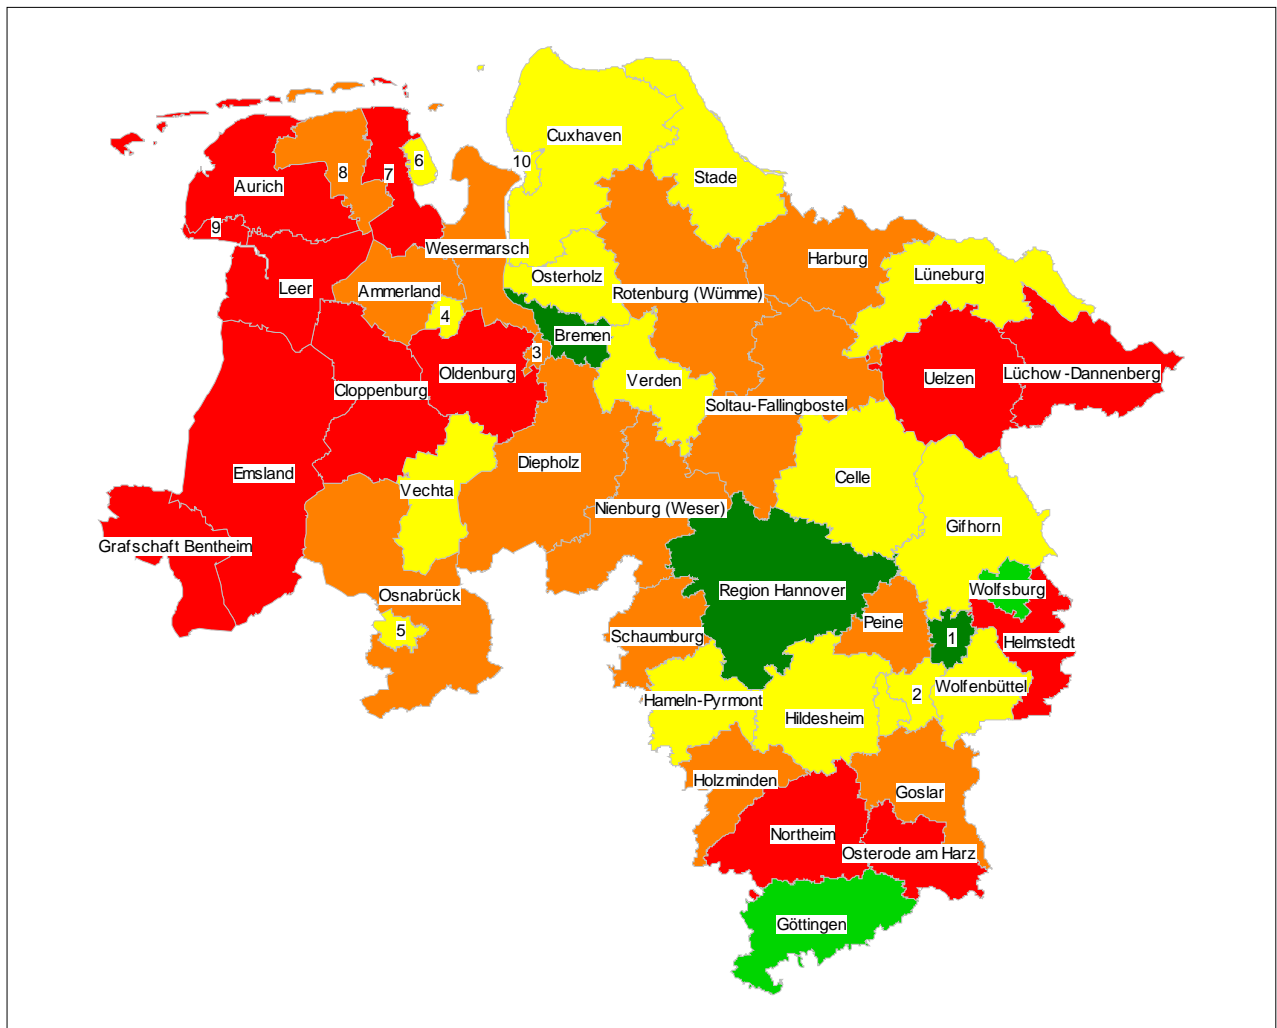 Cuxhaven
10
6
Stade
8
7
Aurich
9
Wesermarsch
Harburg
Leer
Osterholz
Lüneburg
Ammerland
Rotenburg (Wümme)
4
Bremen
3
Oldenburg
Verden
Uelzen
Lüchow-Dannenberg
Cloppenburg
Soltau-Fallingbostel
Diepholz
Emsland
Vechta
Celle
Nienburg (Weser)
Gifhorn
Grafschaft Bentheim
Region Hannover
Wolfsburg
Osnabrück
5
Schaumburg
Peine
1
Helmstedt
Wolfenbüttel
2
Hameln-Pyrmont
Hildesheim
Holzminden
Goslar
Northeim
Osterode am Harz
Göttingen